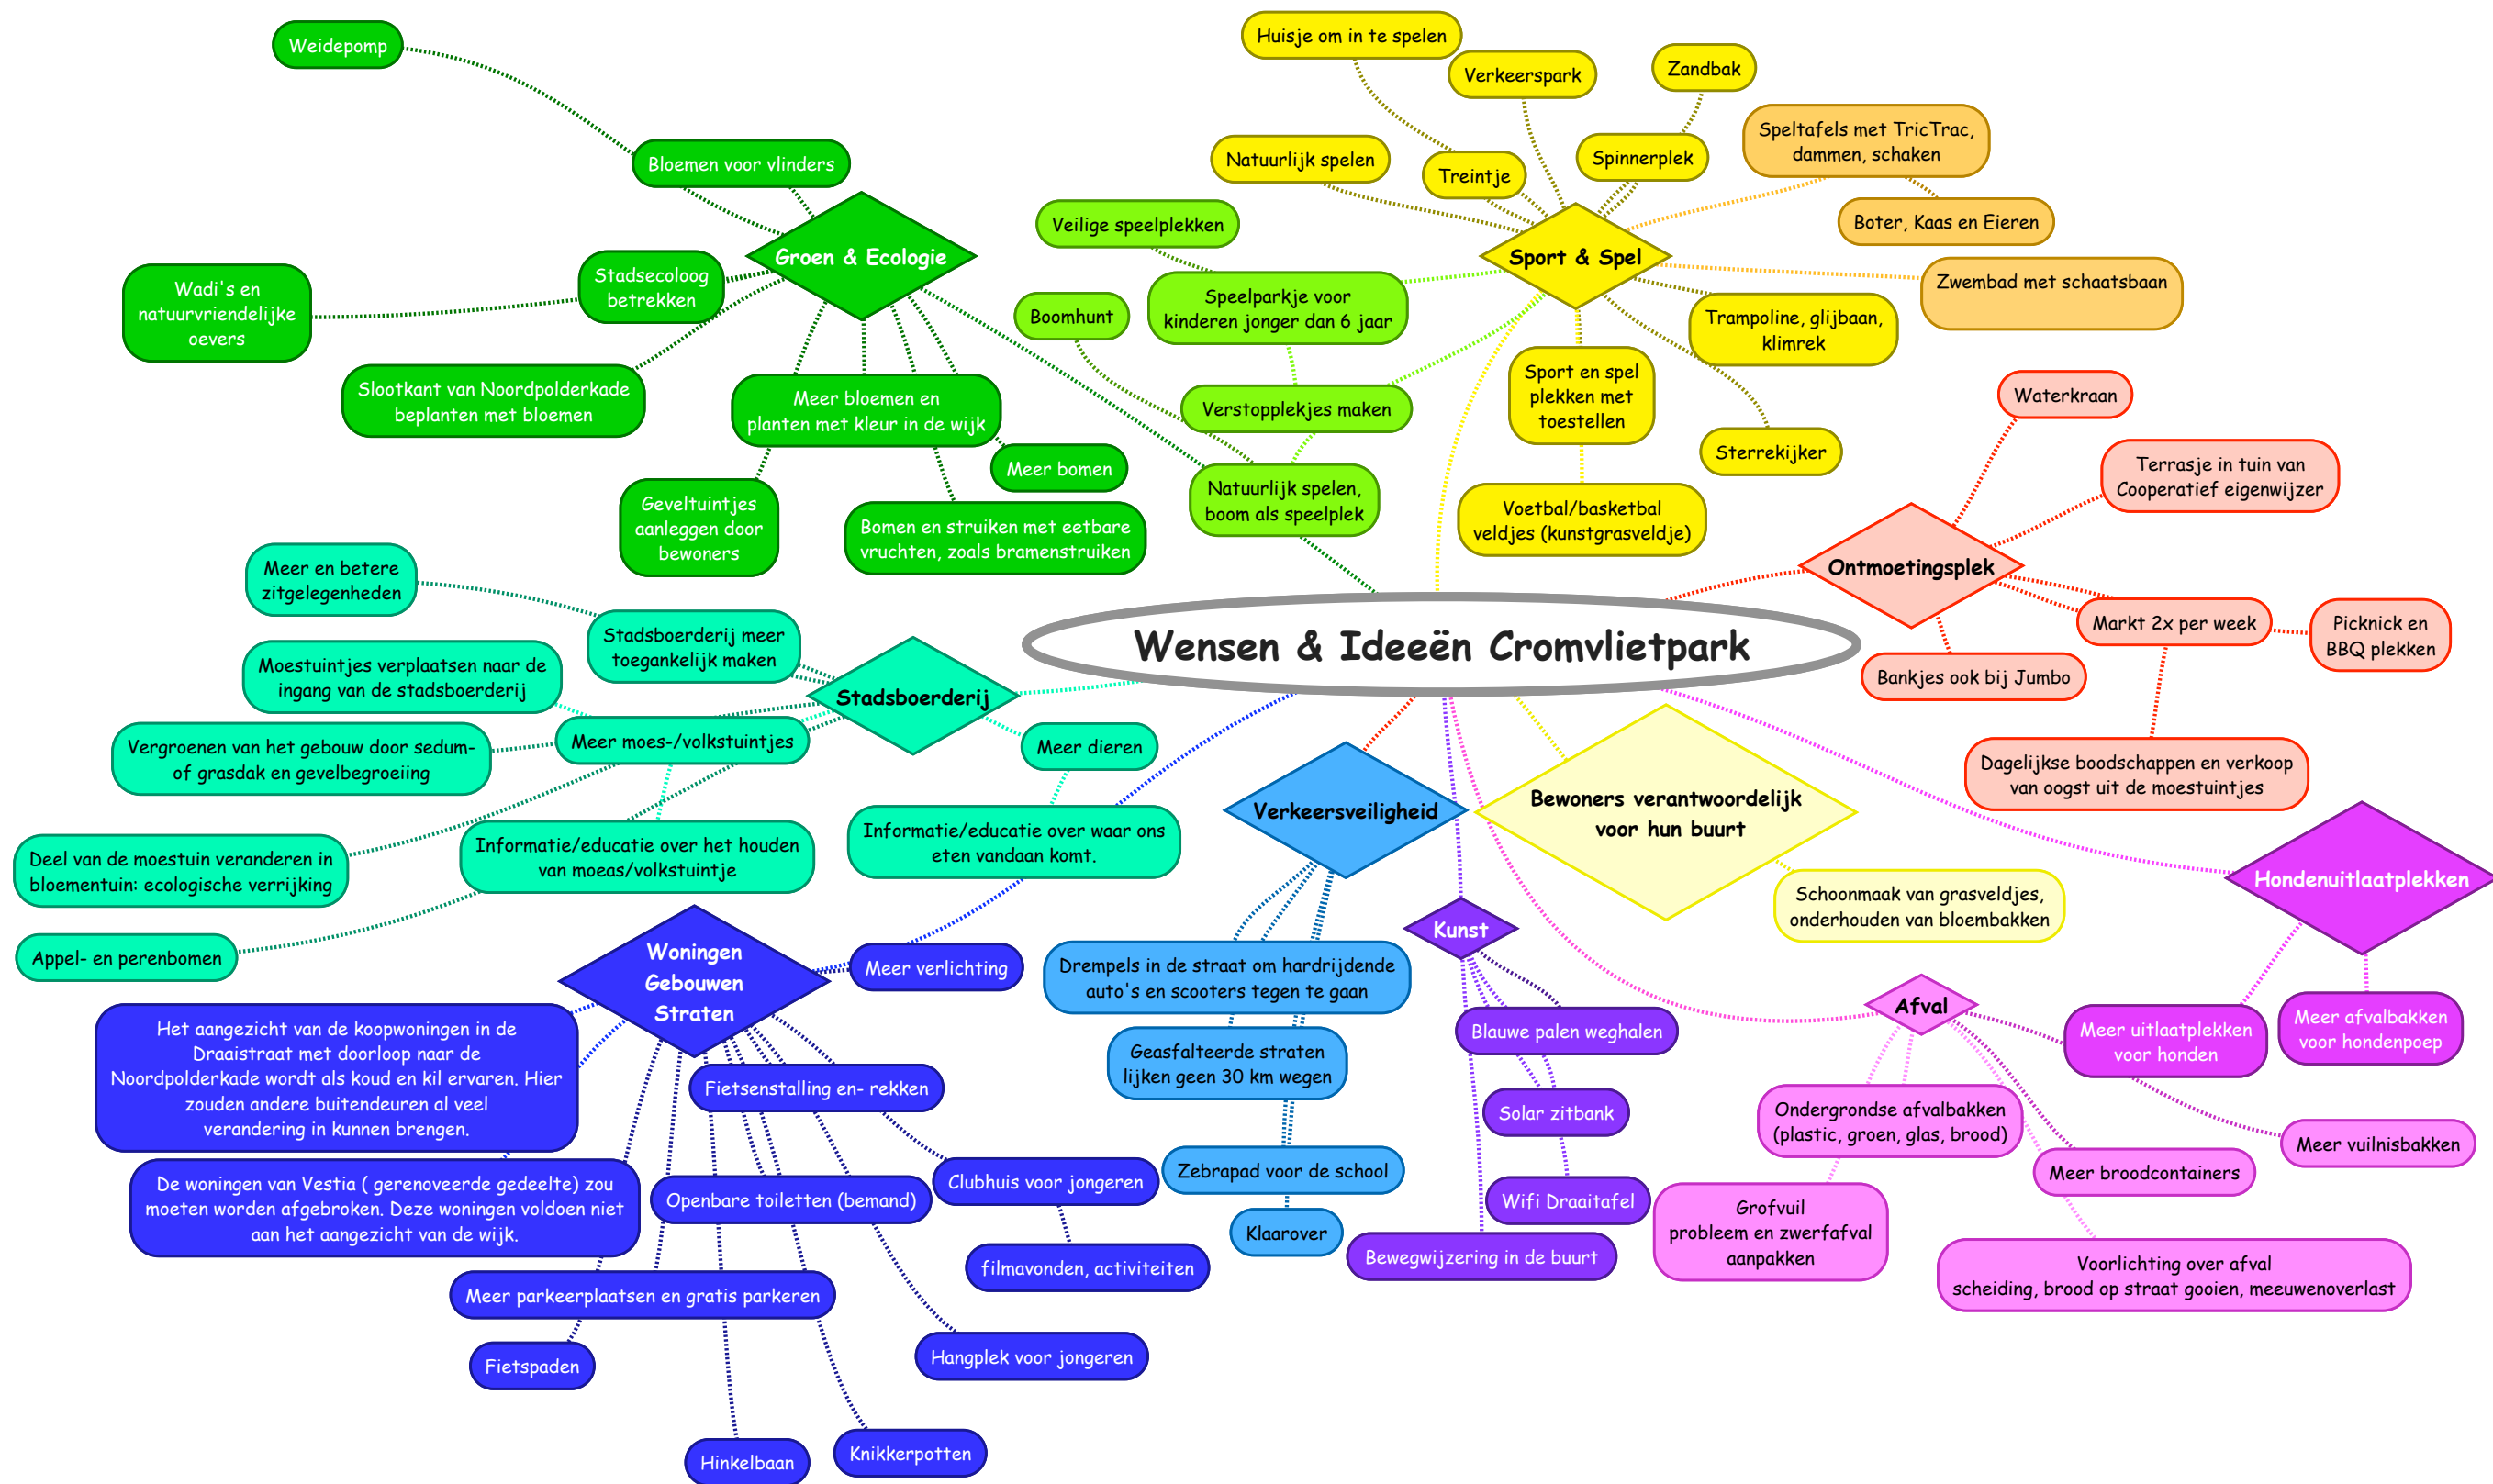 Wensen & Ideeën Cromvlietpark
Groen & Ecologie
Weidepomp
Bloemen voor vlinders
Stadsecoloog
betrekken
Wadi's en
natuurvriendelijke
oevers
Slootkant van Noordpolderkade
beplanten met bloemen
Meer bloemen en
planten met kleur in de wijk
Geveltuintjes
aanleggen door
bewoners
Meer bomen
Bomen en struiken met eetbare
vruchten, zoals bramenstruiken
Sport & Spel
Huisje om in te spelen
Verkeerspark
Zandbak
Natuurlijk spelen
Treintje
Spinnerplek
Speltafels met TricTrac,
dammen, schaken
Boter, Kaas en Eieren
Zwembad met schaatsbaan
Trampoline, glijbaan,
klimrek
Sterrekijker
Sport en spel
plekken met
toestellen
Voetbal/basketbal
veldjes (kunstgrasveldje)
Veilige speelplekken
Speelparkje voor
kinderen jonger dan 6 jaar
Boomhunt
Verstopplekjes maken
Natuurlijk spelen,
boom als speelplek
Ontmoetingsplek
Waterkraan
Terrasje in tuin van
Cooperatief eigenwijzer
Markt 2x per week
Picknick en
BBQ plekken
Bankjes ook bij Jumbo
Dagelijkse boodschappen en verkoop
van oogst uit de moestuintjes
Stadsboerderij
Meer en betere
zitgelegenheden
Stadsboerderij meer
toegankelijk maken
Moestuintjes verplaatsen naar de
ingang van de stadsboerderij
Meer moes-/volkstuintjes
Vergroenen van het gebouw door sedum-
of grasdak en gevelbegroeiing
Meer dieren
Informatie/educatie over waar ons
eten vandaan komt.
Informatie/educatie over het houden
van moeas/volkstuintje
Deel van de moestuin veranderen in
bloementuin: ecologische verrijking
Appel- en perenbomen
Woningen
Gebouwen
Straten
Meer verlichting
Het aangezicht van de koopwoningen in de
Draaistraat met doorloop naar de
Noordpolderkade wordt als koud en kil ervaren. Hier
zouden andere buitendeuren al veel
verandering in kunnen brengen.
De woningen van Vestia ( gerenoveerde gedeelte) zou
moeten worden afgebroken. Deze woningen voldoen niet
aan het aangezicht van de wijk.
Fietsenstalling en- rekken
Openbare toiletten (bemand)
Clubhuis voor jongeren
filmavonden, activiteiten
Meer parkeerplaatsen en gratis parkeren
Fietspaden
Hangplek voor jongeren
Hinkelbaan
Knikkerpotten
Verkeersveiligheid
Drempels in de straat om hardrijdende
auto's en scooters tegen te gaan
Geasfalteerde straten
lijken geen 30 km wegen
Zebrapad voor de school
Klaarover
Kunst
Blauwe palen weghalen
Solar zitbank
Wifi Draaitafel
Bewegwijzering in de buurt
Bewoners verantwoordelijk
voor hun buurt
Schoonmaak van grasveldjes,
onderhouden van bloembakken
Afval
Ondergrondse afvalbakken
(plastic, groen, glas, brood)
Grofvuil
probleem en zwerfafval
aanpakken
Meer broodcontainers
Meer vuilnisbakken
Voorlichting over afval
scheiding, brood op straat gooien, meeuwenoverlast
Hondenuitlaatplekken
Meer uitlaatplekken
voor honden
Meer afvalbakken
voor hondenpoep